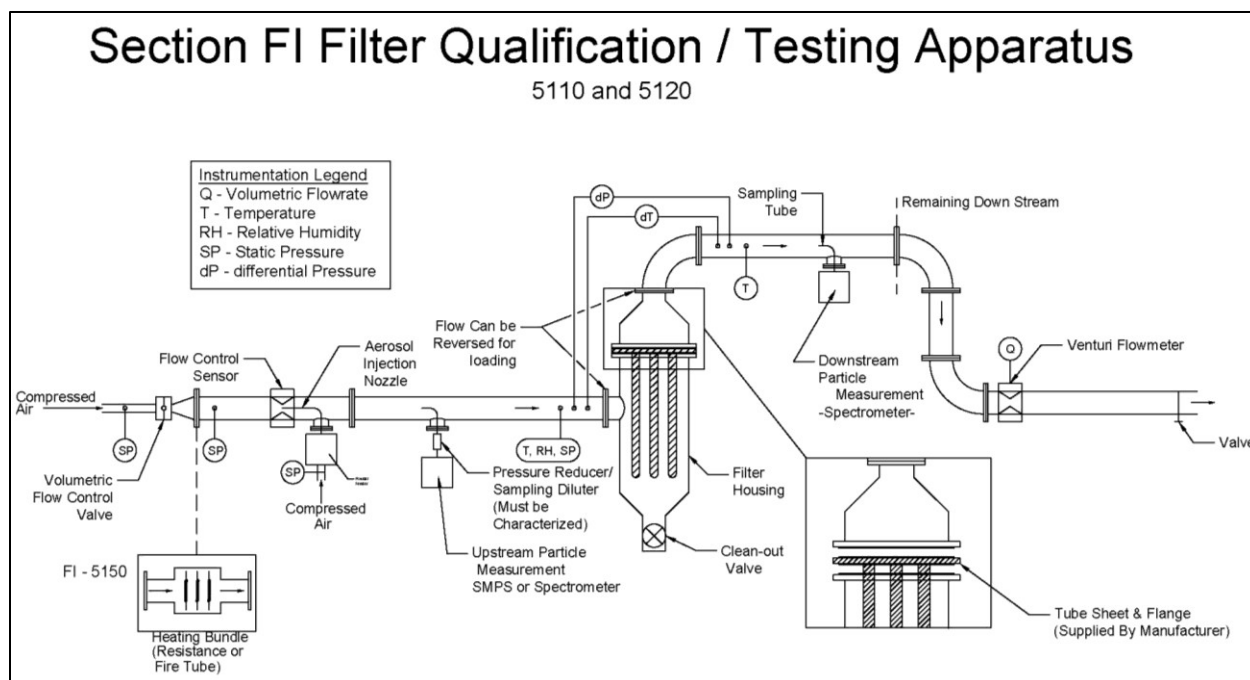 Section FI Filter Qualification / Testing Apparatus
5110 and 5120
Instrumentation Legend
Q - Volumetric Flowrate
T - Temperature
RH - Relative Humidity
SP - Static Pressure
dP - differential Pressure
dP
dT
Sampling
Tube
Remaining Down Stream
T
Flow Can be
Reversed for
loading
Aerosol
Injection
Nozzle
Flow Control
Sensor
Downstream
Particle
Measurement
-Spectrometer-
Q
Venturi Flowmeter
Compressed
Air
SP
SP
T, RH, SP
Valve
Volumetric
Flow Control
Valve
SP
Compressed
Air
Pressure Reducer/
Sampling Diluter
(Must be
Characterized)
Filter
Housing
Upstream Particle
Measurement
SMPS or Spectrometer
Clean-out
Valve
FI - 5150
Heating Bundle
(Resistance or
Fire Tube)
Tube Sheet & Flange
(Supplied By Manufacturer)